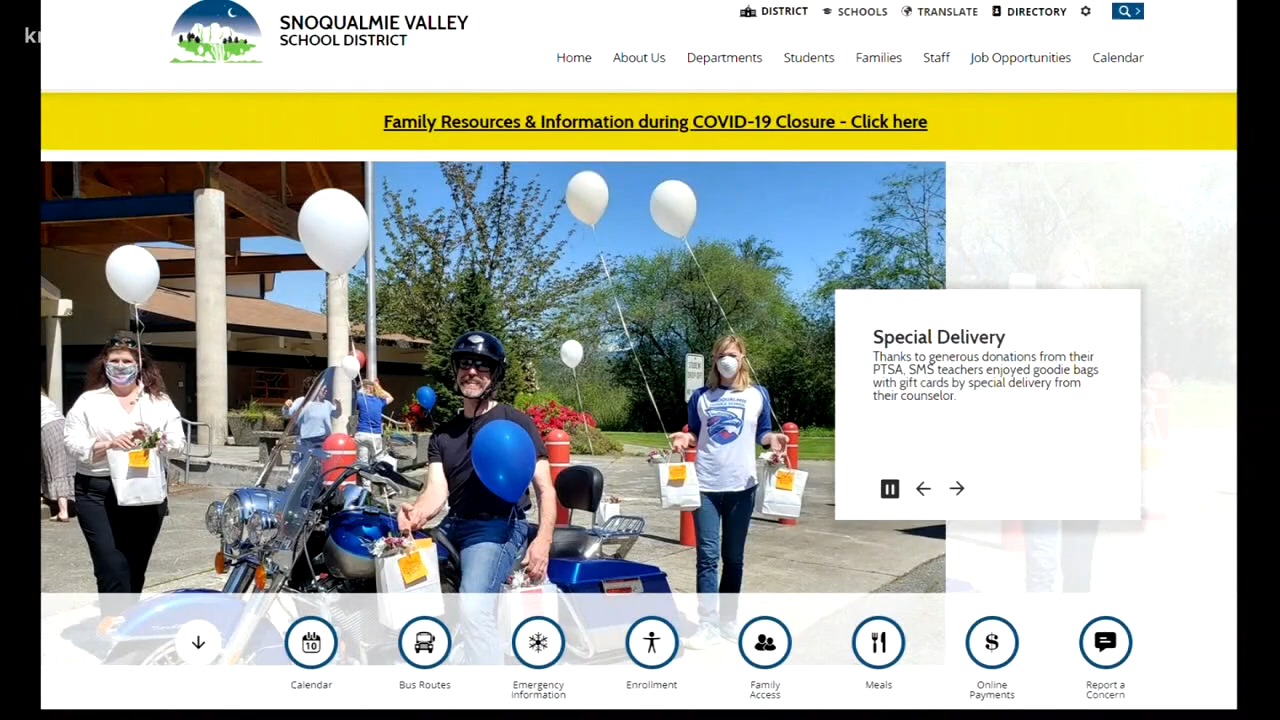 SNOQUALMIE VALLEY
SCHOOL DISTRICT
DISTRICT SCHOOLS TRANSLATE DIRECTORY
Home About Us Departments Students Families Staff Job Opportunities Calendar
Family Resources & Information during COVID-19 Closure - Click here
Special Delivery
Thanks to generous donations from their
PTSA, SMS teachers enjoyed goodie bags
with gift cards by special delivery from
their counselor.
SNOQUALMIE
10
$
Calendar Bus Routes Emergency Information Enrollment Family Access Meals Online Payments Report a Concern